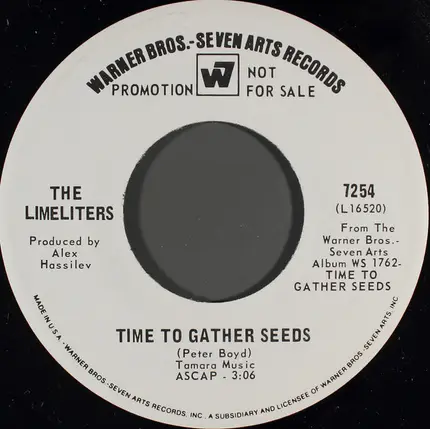 WARNER BROS.-SEVEN ARTS RECORDS
PROMOTION W7 NOT FOR SALE
THE
LIMELITERS
Produced by
Alex
Hassilev
7254
(L16520)
From The
Warner Bros.-
Seven Arts
Album WS 1762-
TIME TO
GATHER SEEDS
TIME TO GATHER SEEDS
(Peter Boyd)
Tamara Music
ASCAP - 3:06
MADE IN U.S.A. - WARNER BROS.-SEVEN ARTS RECORDS, INC. A SUBSIDIARY AND LICENSEE OF WARNER BROS.-SEVEN ARTS, INC.